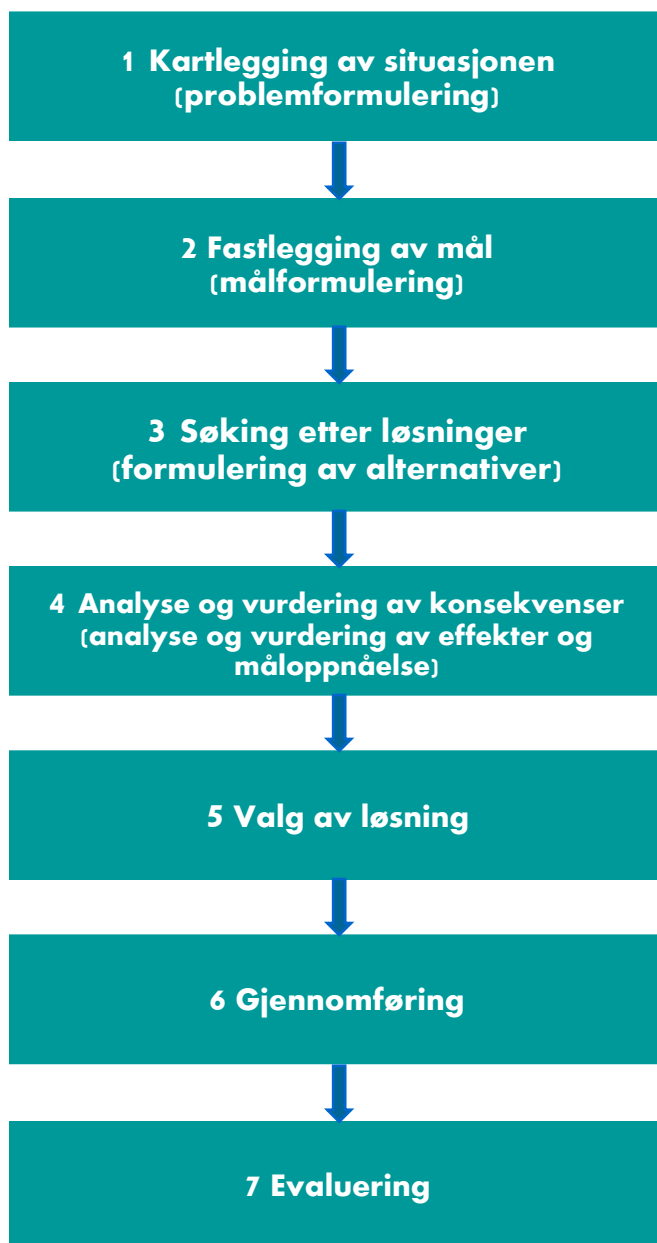 1 Kartlegging av situasjonen
(problemformulering)
2 Fastlegging av mål
(målformulering)
3 Søking etter løsninger
(formulering av alternativer)
4 Analyse og vurdering av konsekvenser
(analyse og vurdering av effekter og
måloppnåelse)
5 Valg av løsning
6 Gjennomføring
7 Evaluering